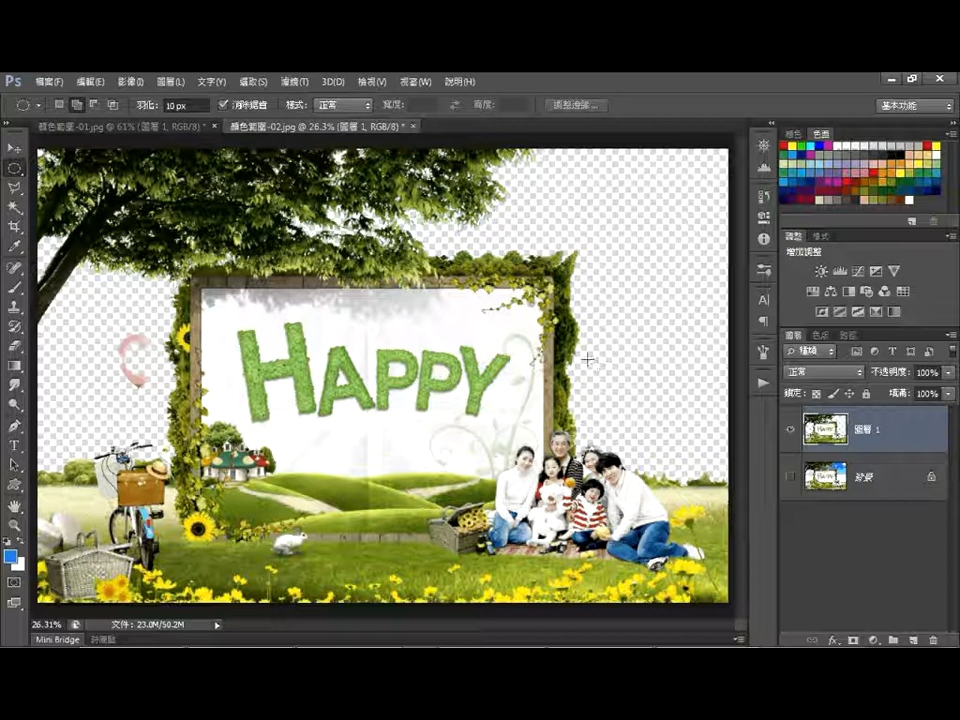 Ps 檔案(F) 編輯(E) 影像(I) 圖層(L) 文字(Y) 選取(S) 濾鏡(T) 3D(D) 檢視(V) 視窗(W) 說明(H)
羽化: 10 px 消除鋸齒 樣式: 正常 寬度: 高度: 調整邊緣... 基本功能
顏色範圍-01.jpg @ 61% (圖層 1, RGB/8) * × 顏色範圍-02.jpg @ 26.3% (圖層 1, RGB/8) * ×
顏色 色票
調整 樣式
增加調整
HAPPY
圖層 色版 路徑
種類
正常 不透明度: 100%
鎖定: 填滿: 100%
圖層 1
背景
26.31% 文件: 23.0M/50.2M
Mini Bridge 時間軸